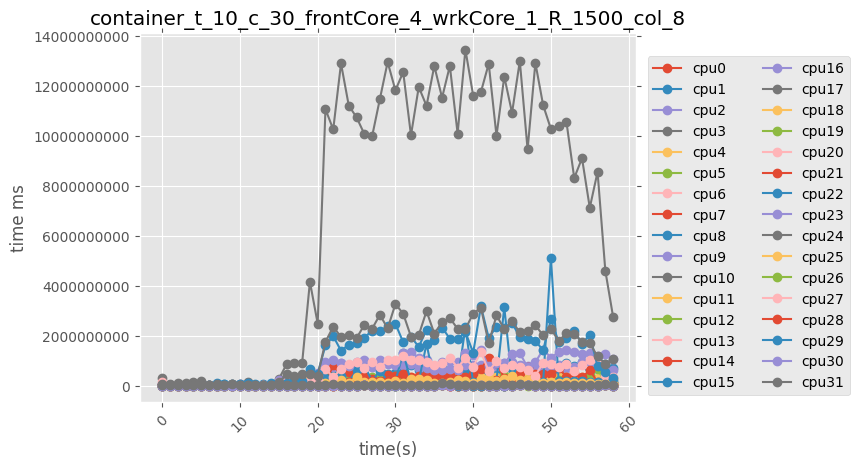 container_t_10_c_30_frontCore_4_wrkCore_1_R_1500_col_8
14000000000
12000000000
10000000000
8000000000
6000000000
4000000000
2000000000
0
time ms
0 10 20 30 40 50 60
time(s)
cpu0 cpu16
cpu1 cpu17
cpu2 cpu18
cpu3 cpu19
cpu4 cpu20
cpu5 cpu21
cpu6 cpu22
cpu7 cpu23
cpu8 cpu24
cpu9 cpu25
cpu10 cpu26
cpu11 cpu27
cpu12 cpu28
cpu13 cpu29
cpu14 cpu30
cpu15 cpu31